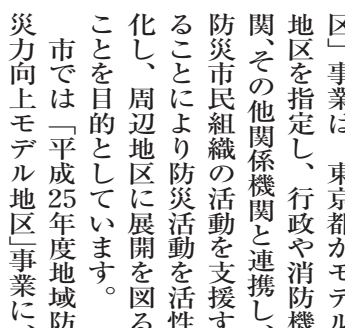 区」事業は、東京都がモデル
地区を指定し、行政や消防機
関、その他関係機関と連携し、
防災市民組織の活動を支援す
ることにより防災活動を活性
化し、周辺地区に展開を図る
ことを目的としています。
市では「平成25年度地域防
災力向上モデル地区」事業に、